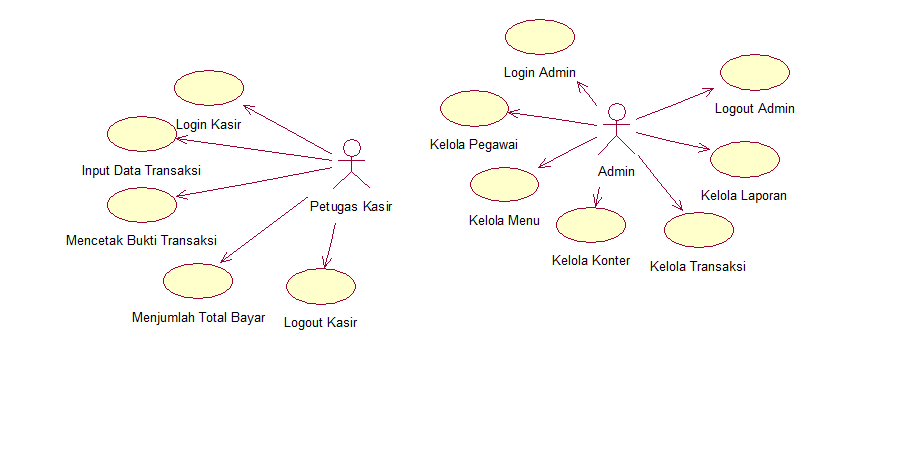 Login Kasir
Input Data Transaksi
Petugas Kasir
Mencetak Bukti Transaksi
Menjumlah Total Bayar
Logout Kasir
Login Admin
Logout Admin
Kelola Pegawai
Admin
Kelola Laporan
Kelola Menu
Kelola Konter
Kelola Transaksi